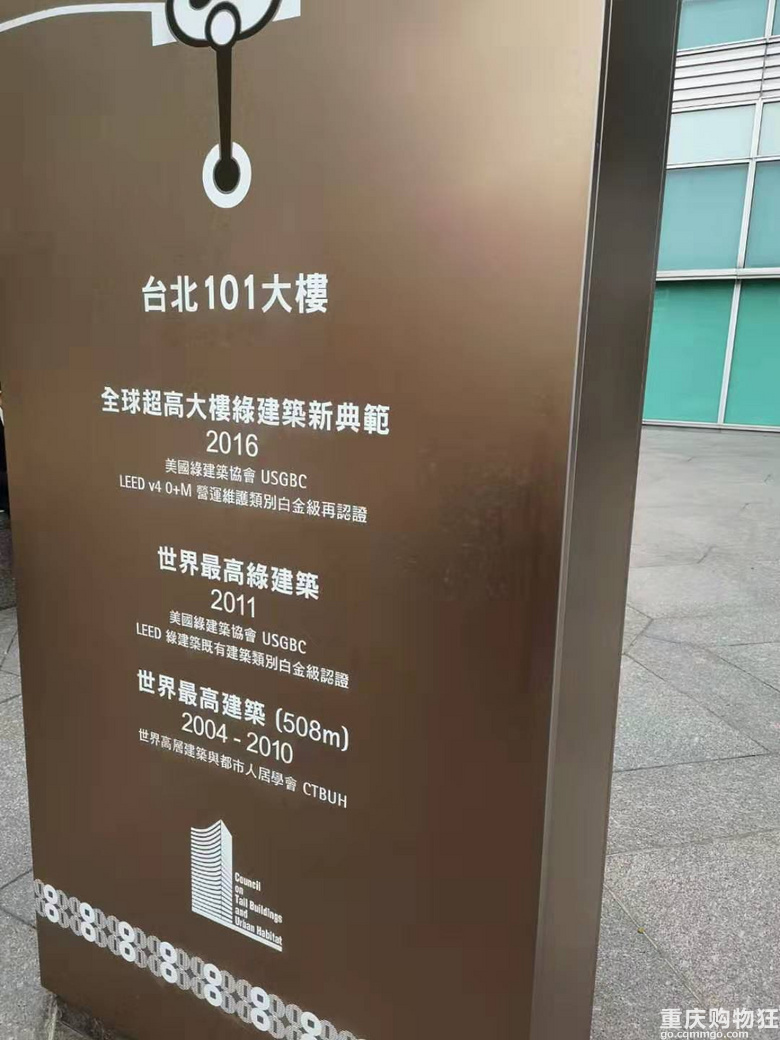 台北101大樓
全球超高大樓綠建築新典範
2016
美國綠建築協會 USGBC
LEED v4 O+M 營運維護類別白金級再認證
世界最高綠建築
2011
美國綠建築協會 USGBC
LEED 綠建築既有建築類別白金級認證
世界最高建築 (508m)
2004 - 2010
世界高層建築與都市人居學會 CTBUH
Council
on
Tall Buildings
and
Urban Habitat
重庆购物狂
go.cqmmgo.com